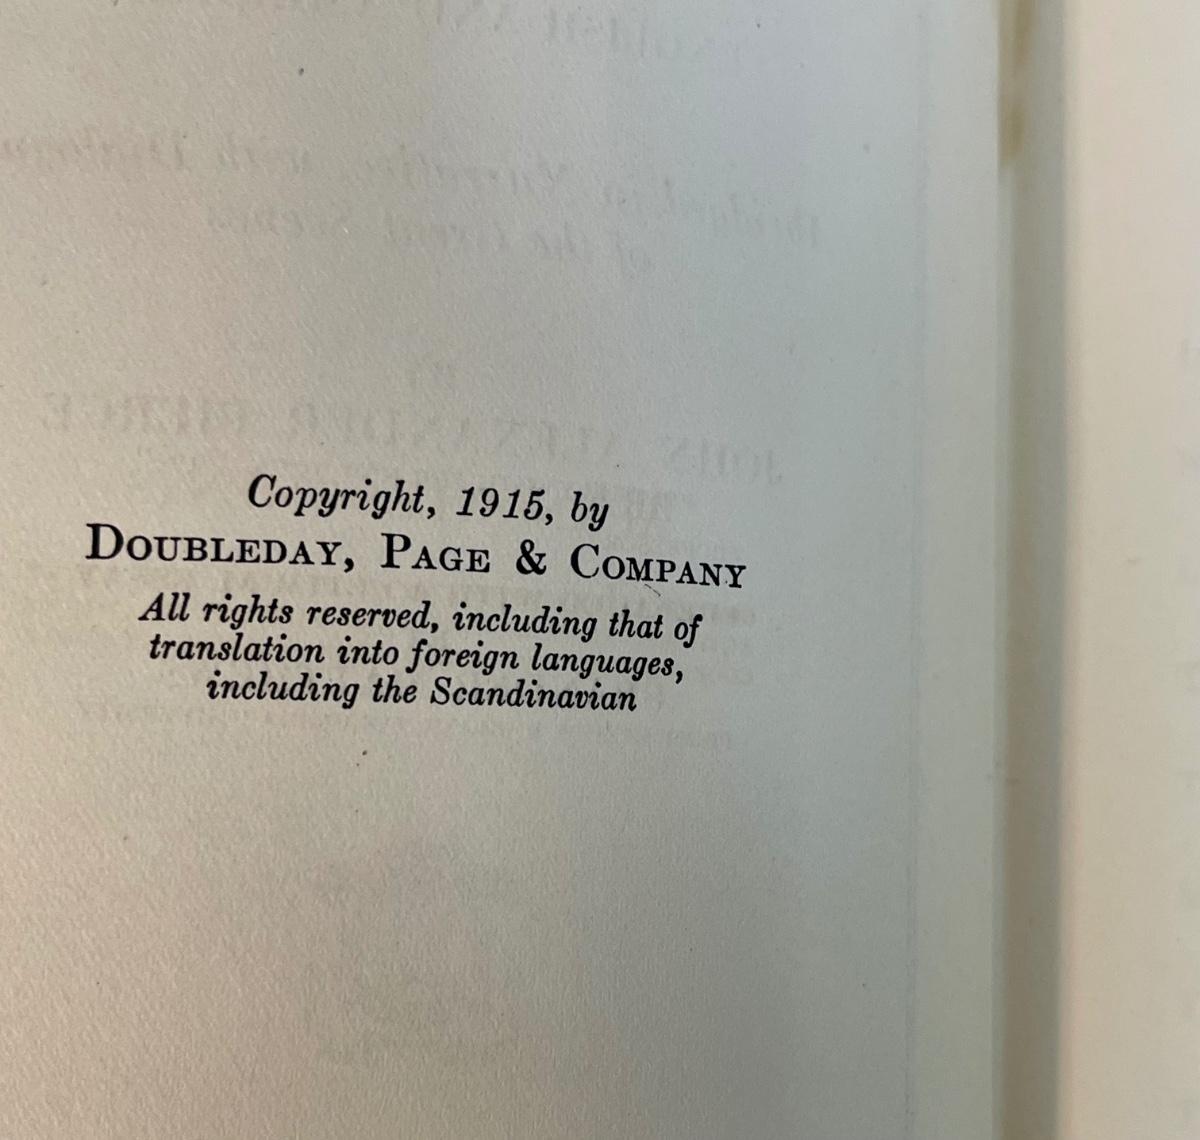 Copyright, 1915, by
DOUBLEDAY, PAGE & COMPANY
All rights reserved, including that of
translation into foreign languages,
including the Scandinavian